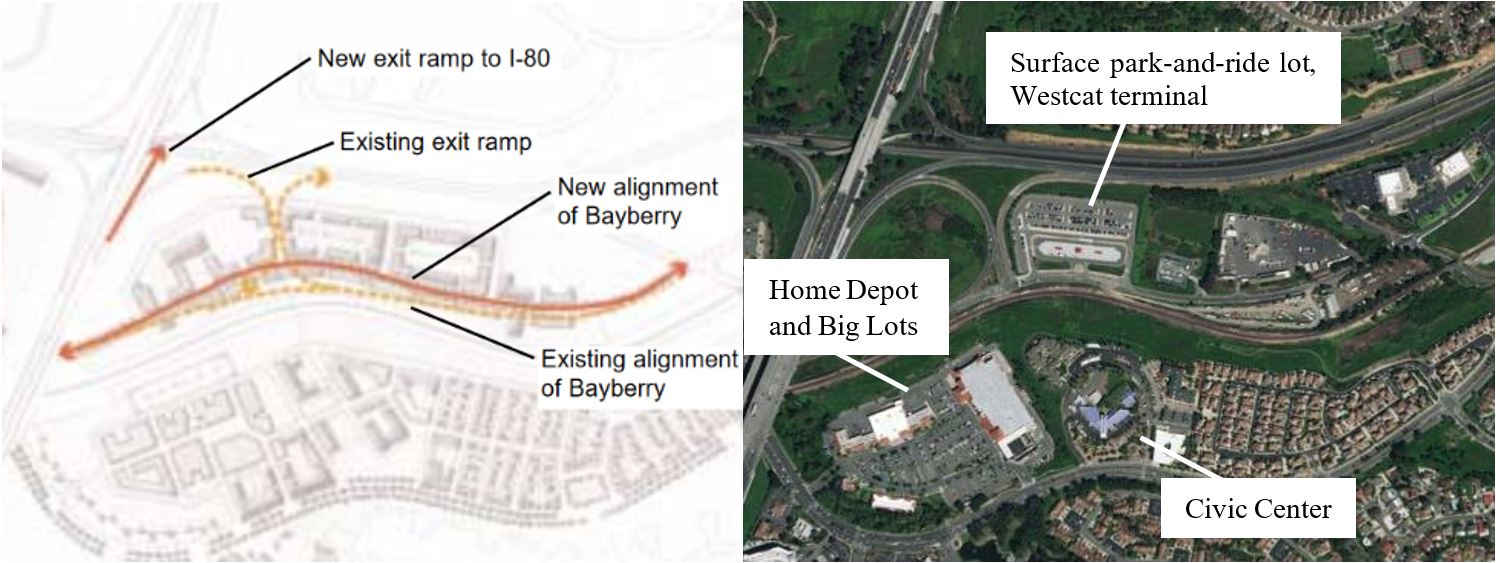 New exit ramp to I-80
Existing exit ramp
New alignment
of Bayberry
Existing alignment
of Bayberry
Surface park-and-ride lot,
Westcat terminal
Home Depot
and Big Lots
Civic Center